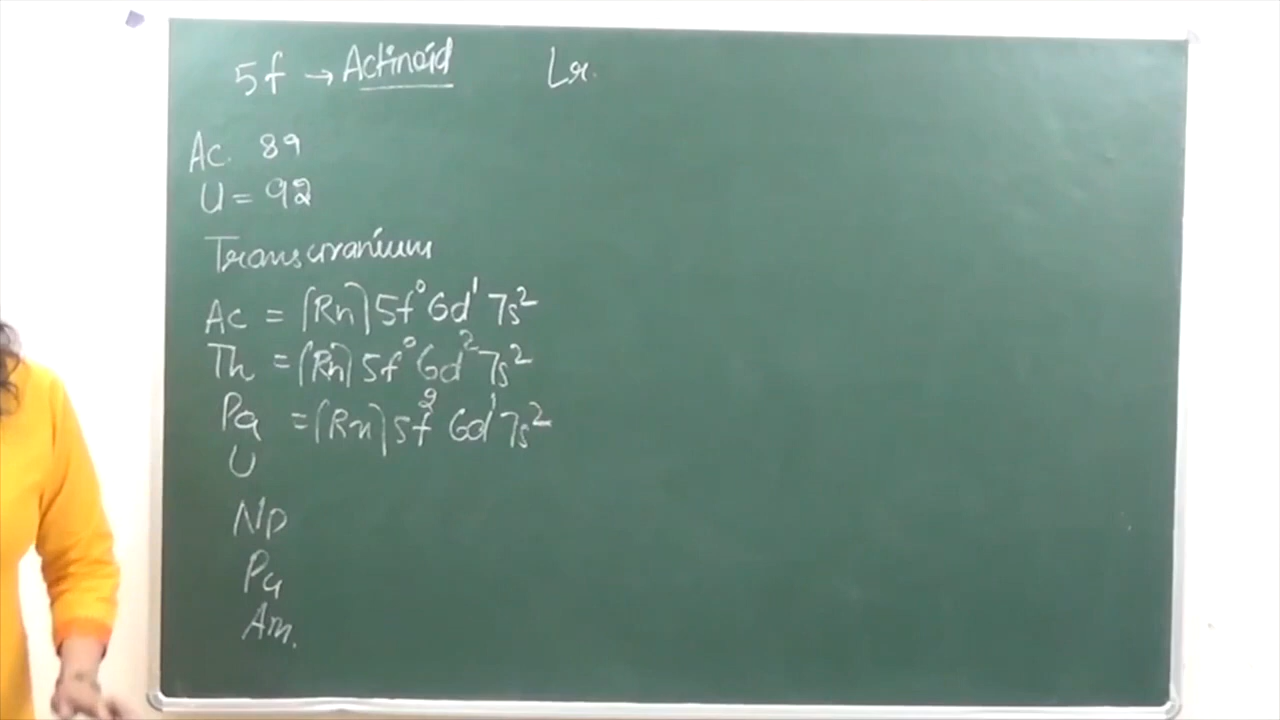 5f → Actinoid Lr.
Ac. 89
U = 92
Transuranium
Ac = [Rn] 5f⁰ 6d¹ 7s²
Th = [Rn] 5f⁰ 6d² 7s²
Pa = [Rn] 5f² 6d¹ 7s²
U
Np
Pu
Am.